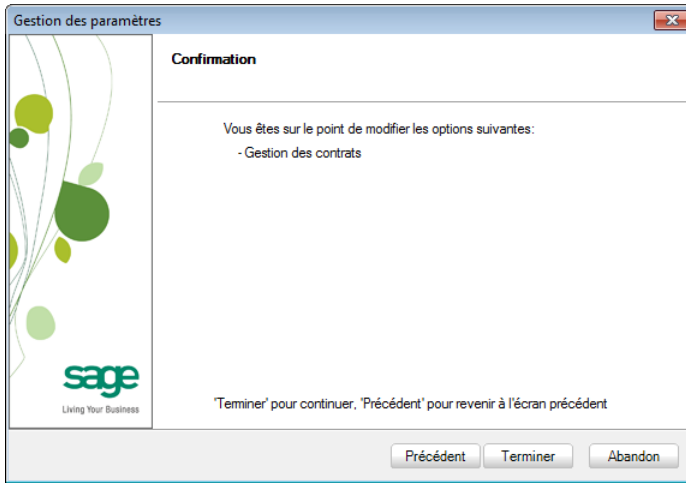 Gestion des paramètres
Confirmation
Vous êtes sur le point de modifier les options suivantes:
- Gestion des contrats
sage
Living Your Business
'Terminer' pour continuer, 'Précédent' pour revenir à l'écran précédent
Précédent Terminer Abandon